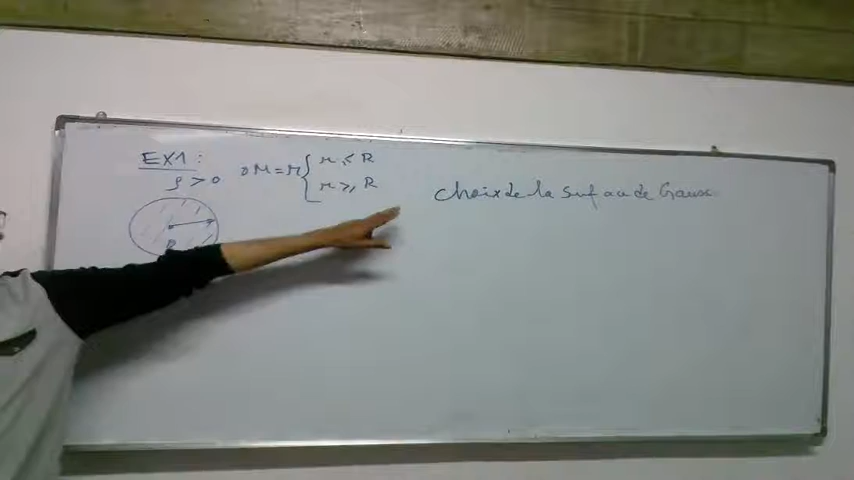 EX1 :
ρ > 0
OM = r { r ≤ R
r ≥ R
R
choix de la Surface de Gauss